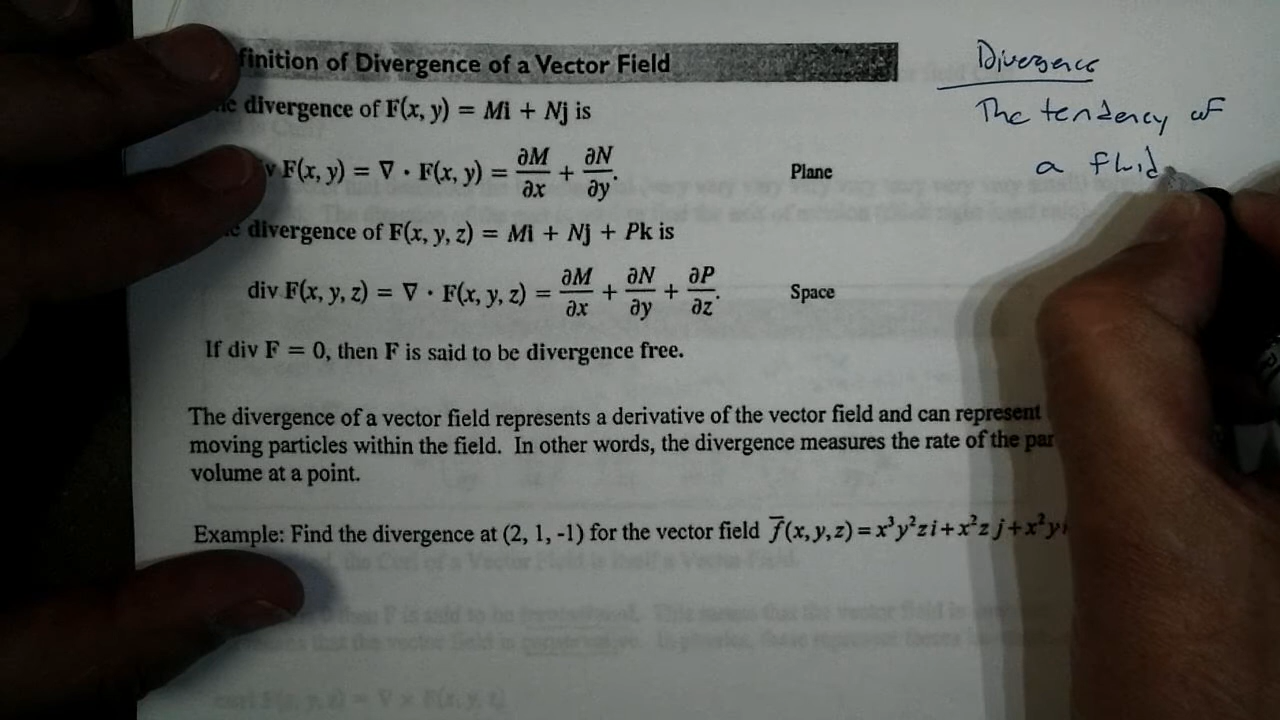 finition of Divergence of a Vector Field
divergence of F(x, y) = Mi + Nj is
F(x, y) = ∇ · F(x, y) = ∂M/∂x + ∂N/∂y.
Plane
divergence of F(x, y, z) = Mi + Nj + Pk is
div F(x, y, z) = ∇ · F(x, y, z) = ∂M/∂x + ∂N/∂y + ∂P/∂z.
Space
If div F = 0, then F is said to be divergence free.
The divergence of a vector field represents a derivative of the vector field and can represent
moving particles within the field. In other words, the divergence measures the rate of the par
volume at a point.
Example: Find the divergence at (2, 1, -1) for the vector field f̅(x,y,z)=x³y²zi+x²zj+x²y
Divergence
The tendency of
a fluid